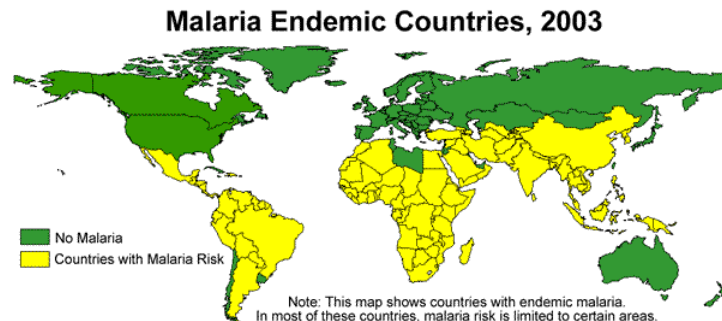 Malaria Endemic Countries, 2003
No Malaria
Countries with Malaria Risk
Note: This map shows countries with endemic malaria.
In most of these countries, malaria risk is limited to certain areas.